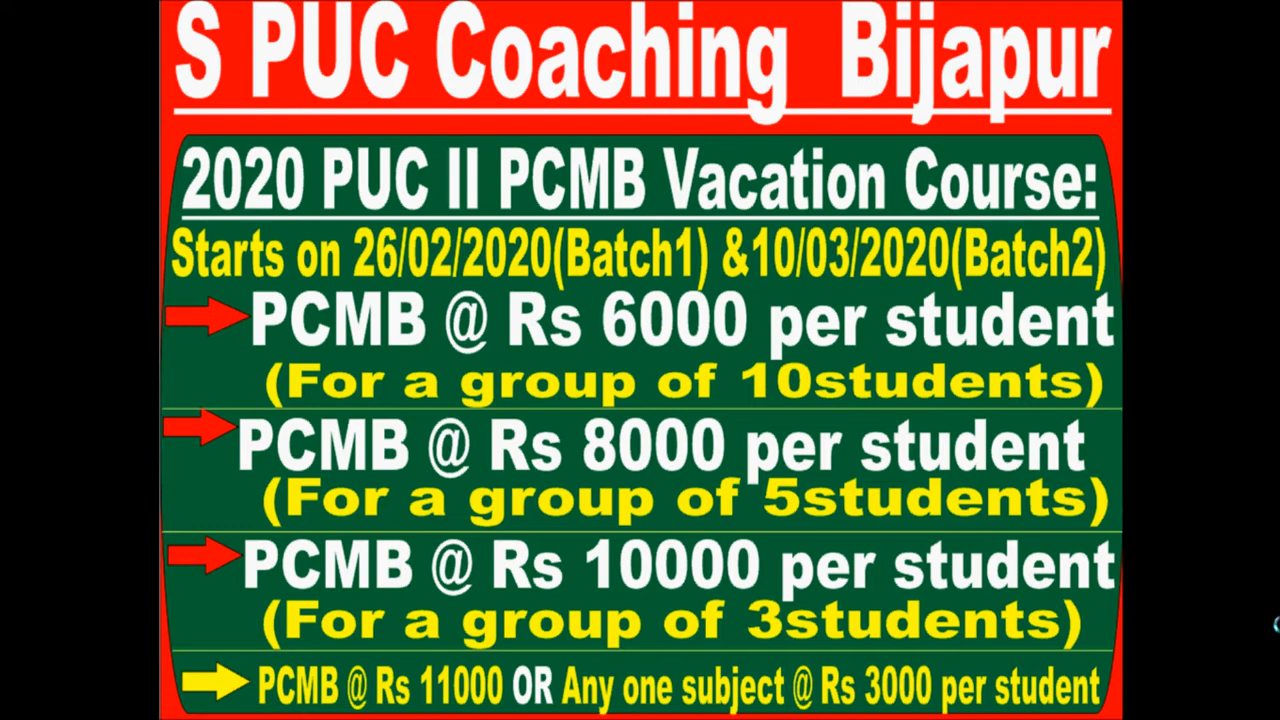 S PUC Coaching Bijapur
2020 PUC II PCMB Vacation Course:
Starts on 26/02/2020(Batch1) &10/03/2020(Batch2)
PCMB @ Rs 6000 per student
(For a group of 10students)
PCMB @ Rs 8000 per student
(For a group of 5students)
PCMB @ Rs 10000 per student
(For a group of 3students)
PCMB @ Rs 11000 OR Any one subject @ Rs 3000 per student